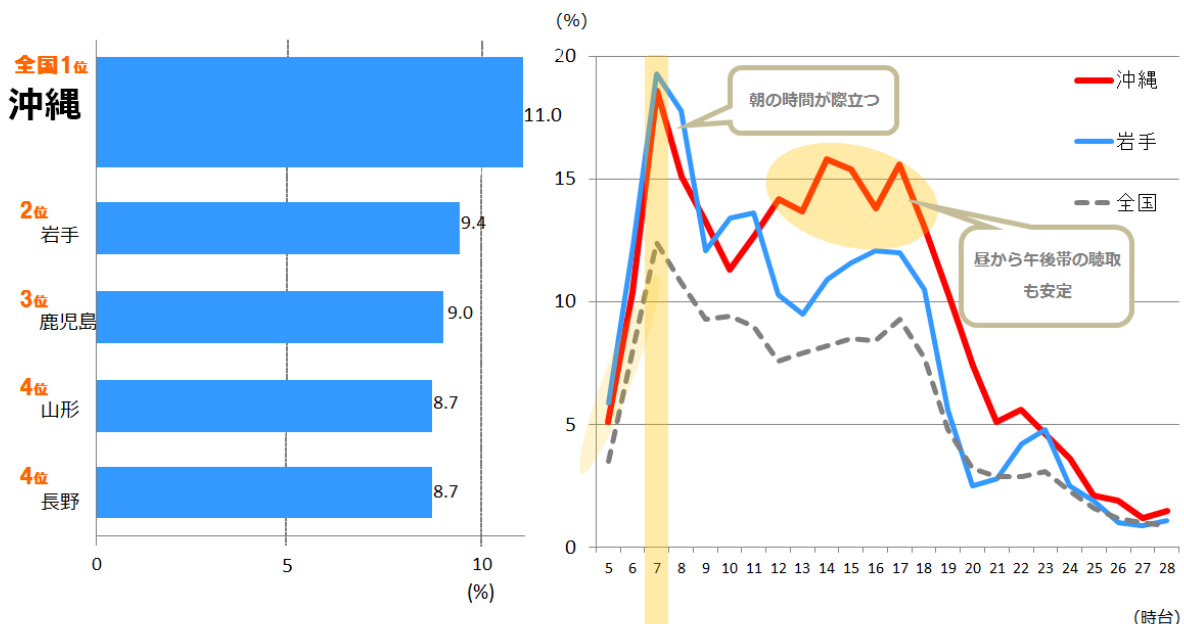 全国1位
沖縄
11.0
2位
岩手
9.4
3位
鹿児島
9.0
4位
山形
8.7
4位
長野
8.7
0
5
10
(%)
(%)
20
15
10
5
0
朝の時間が際立つ
昼から午後帯の聴取
も安定
沖縄
岩手
全国
5 6 7 8 9 10 11 12 13 14 15 16 17 18 19 20 21 22 23 24 25 26 27 28
(時台)